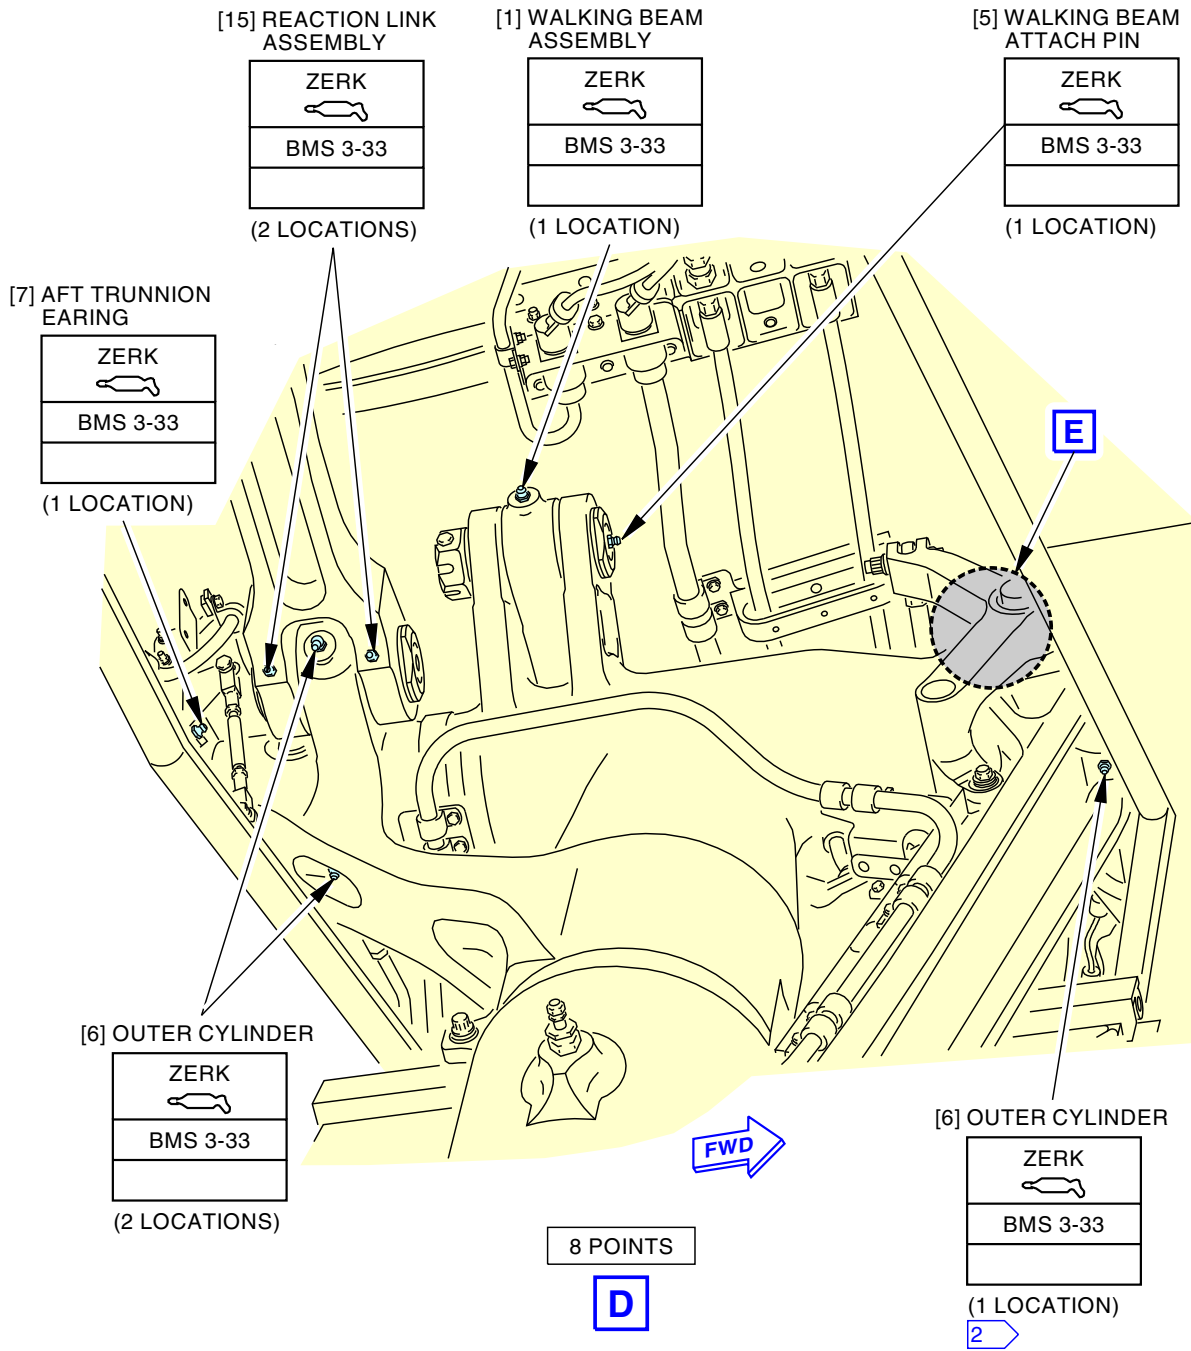 [15] REACTION LINK
ASSEMBLY
ZERK
BMS 3-33
(2 LOCATIONS)
[1] WALKING BEAM
ASSEMBLY
ZERK
BMS 3-33
(1 LOCATION)
[5] WALKING BEAM
ATTACH PIN
ZERK
BMS 3-33
(1 LOCATION)
[7] AFT TRUNNION
EARING
ZERK
BMS 3-33
(1 LOCATION)
E
[6] OUTER CYLINDER
ZERK
BMS 3-33
(2 LOCATIONS)
FWD
[6] OUTER CYLINDER
ZERK
BMS 3-33
(1 LOCATION)
2
8 POINTS
D